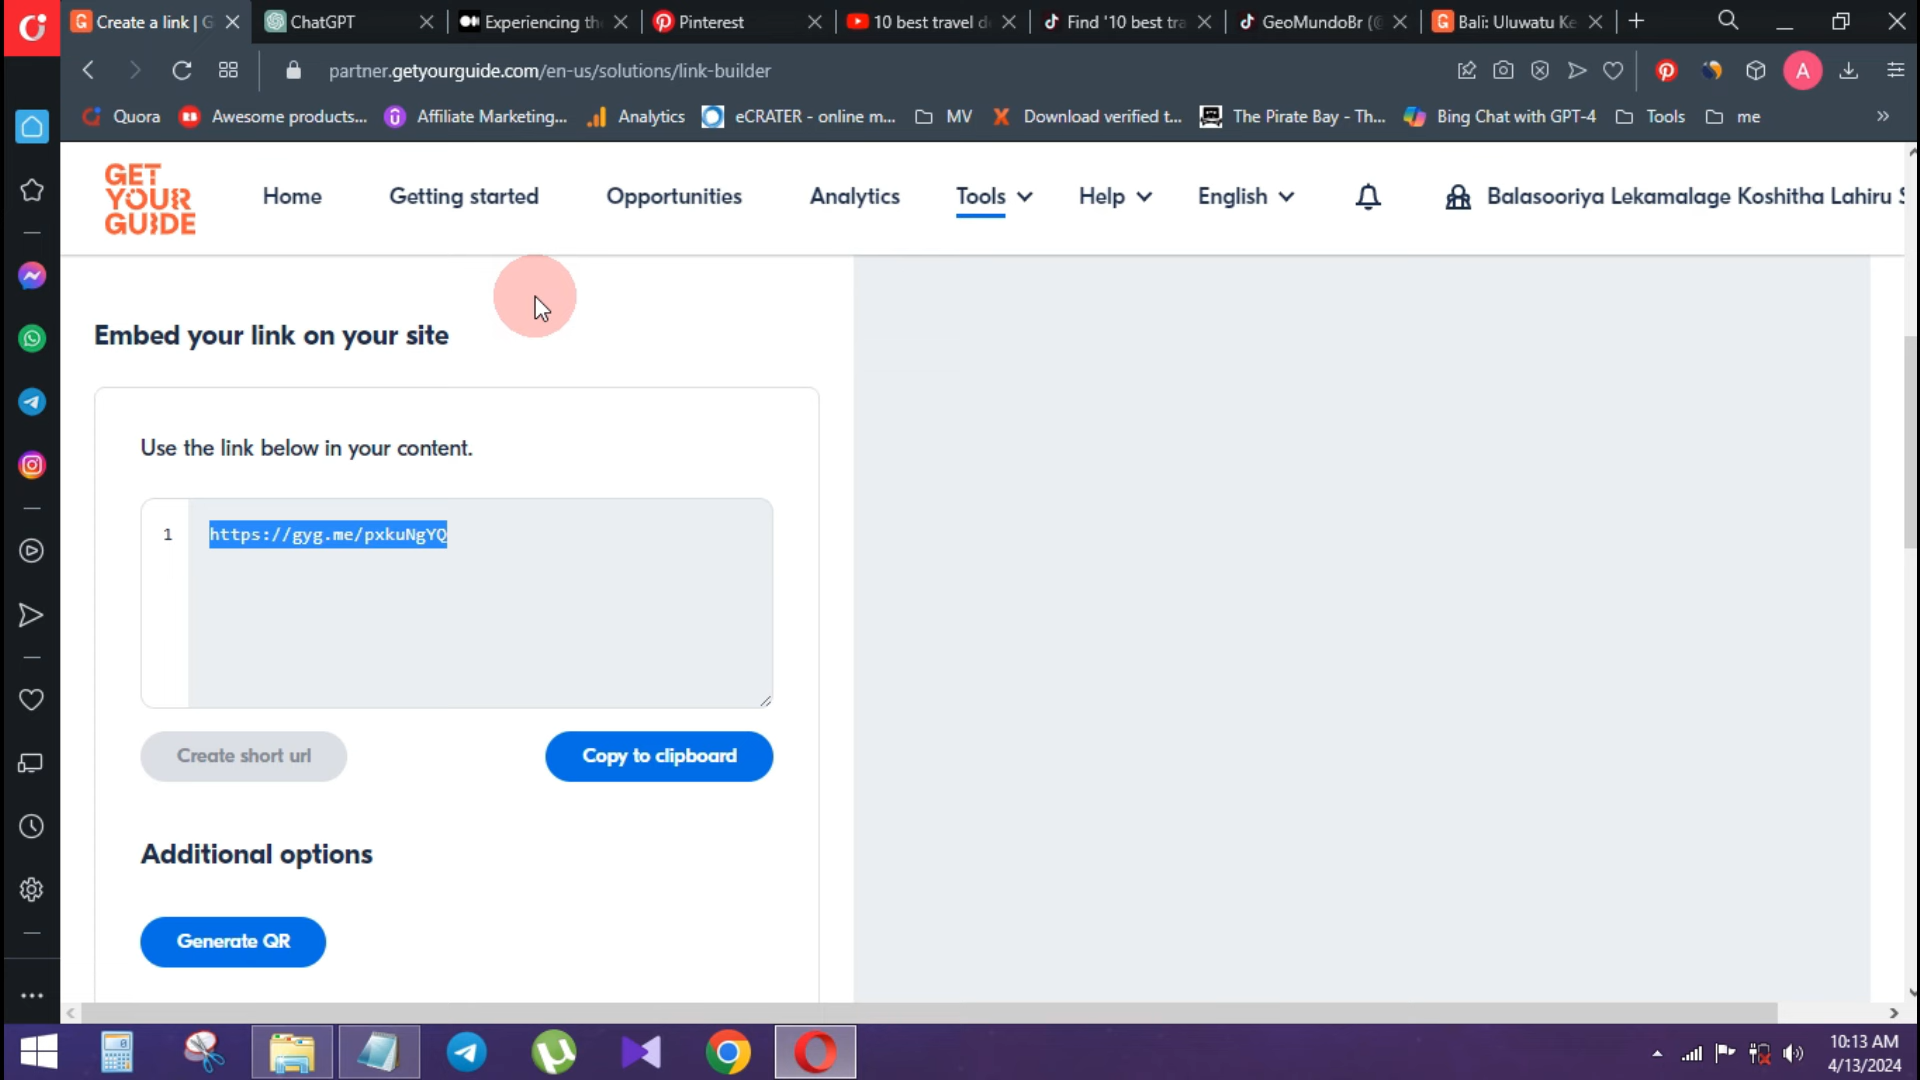 Create a link | G
ChatGPT
Experiencing th
Pinterest
10 best travel d
Find '10 best tra
GeoMundoBr (@
Bali: Uluwatu Ke
partner.getyourguide.com/en-us/solutions/link-builder
A
Quora
Awesome products...
Affiliate Marketing...
Analytics
eCRATER - online m...
MV
Download verified t...
The Pirate Bay - Th...
Bing Chat with GPT-4
Tools
me
GET
YOUR
GUIDE
Home
Getting started
Opportunities
Analytics
Tools
Help
English
Balasooriya Lekamalage Koshitha Lahiru S
Embed your link on your site
Use the link below in your content.
1
https://gyg.me/pxkuNgYQ
Create short url
Copy to clipboard
Additional options
Generate QR
10:13 AM
4/13/2024